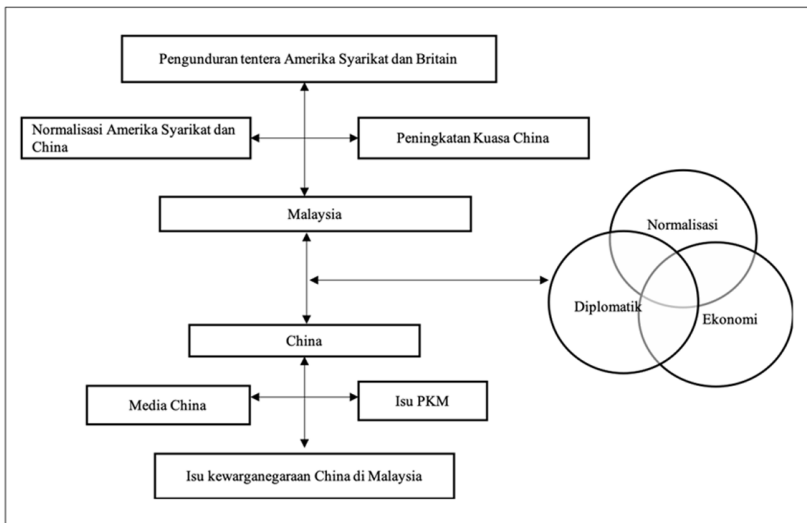 Pengunduran tentera Amerika Syarikat dan Britain
Normalisasi Amerika Syarikat dan
China
Peningkatan Kuasa China
Malaysia
Normalisasi
Diplomatik
Ekonomi
China
Media China
Isu PKM
Isu kewarganegaraan China di Malaysia